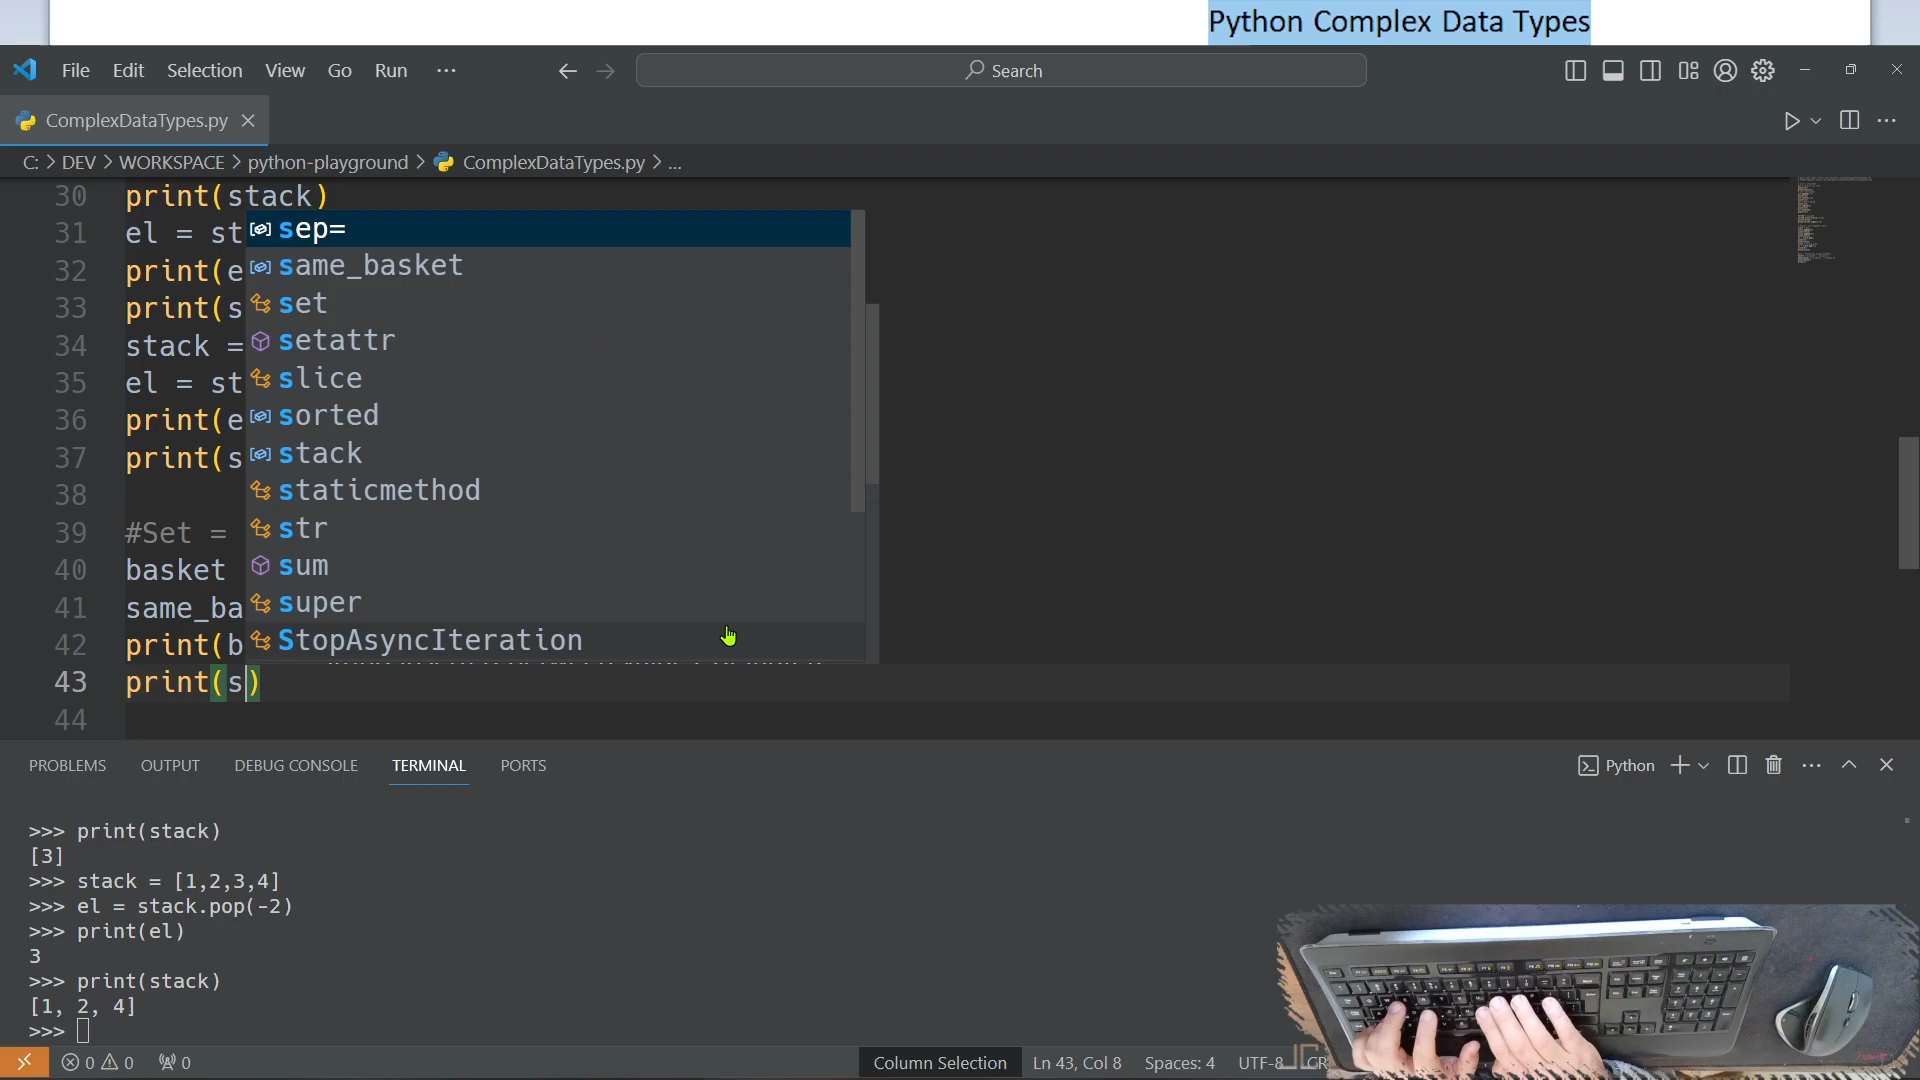 Python Complex Data Types
File Edit Selection View Go Run ...
Search
ComplexDataTypes.py
C: > DEV > WORKSPACE > python-playground > ComplexDataTypes.py > ...
30 print(stack)
31 el = st
32 print(e
33 print(s
34 stack =
35 el = st
36 print(e
37 print(s
38
39 #Set =
40 basket
41 same_ba
42 print(b
43 print(s)
44
sep=
same_basket
set
setattr
slice
sorted
stack
staticmethod
str
sum
super
StopAsyncIteration
PROBLEMS OUTPUT DEBUG CONSOLE TERMINAL PORTS
Python
>>> print(stack)
[3]
>>> stack = [1,2,3,4]
>>> el = stack.pop(-2)
>>> print(el)
3
>>> print(stack)
[1, 2, 4]
>>>
0 0 0
Column Selection Ln 43, Col 8 Spaces: 4 UTF-8